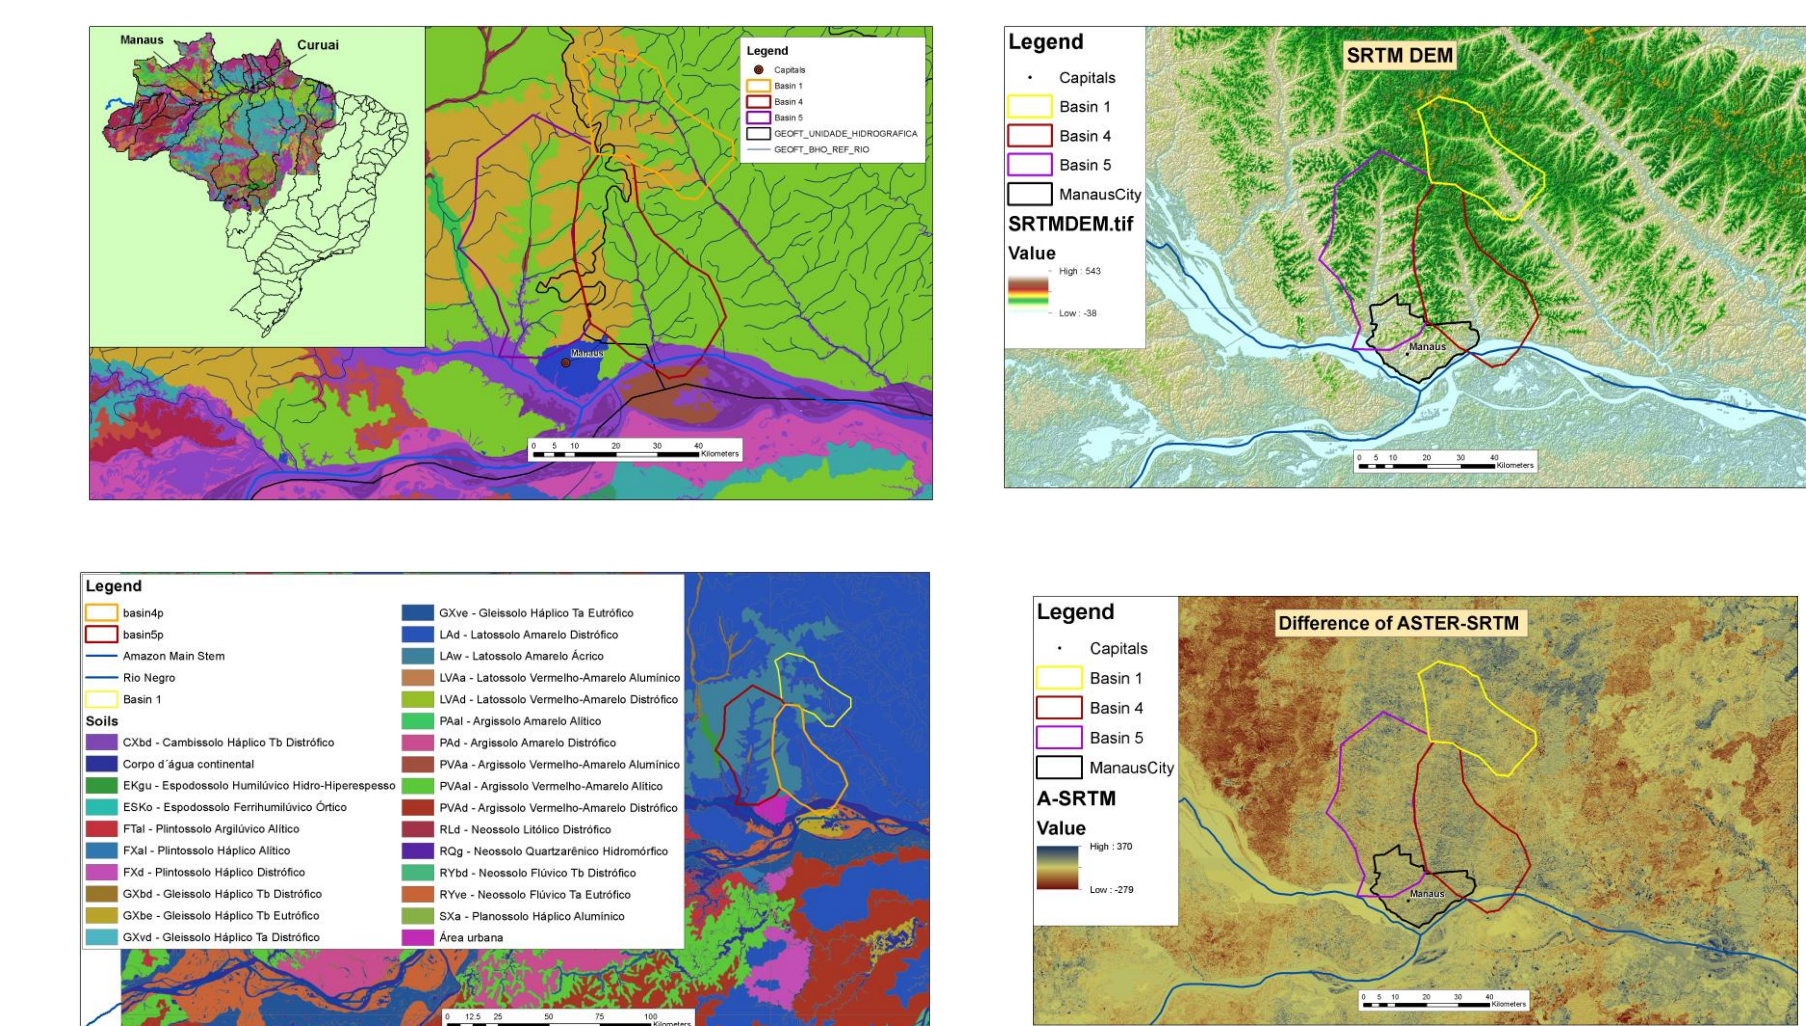 Manaus
Curuai
Legend
Capitals
Basin 1
Basin 4
Basin 5
GEOFT_UNIDADE_HIDROGRAFICA
GEOFT_BHO_REF_RIO
Manaus
0 5 10 20 30 40
Kilometers
Legend
Capitals
Basin 1
Basin 4
Basin 5
ManausCity
SRTMDEM.tif
Value
High : 543
Low : -38
SRTM DEM
Manaus
0 5 10 20 30 40
Kilometers
Legend
basin4p
basin5p
Amazon Main Stem
Rio Negro
Basin 1
Soils
CXbd - Cambissolo Háplico Tb Distrófico
Corpo d´água continental
EKgu - Espodossolo Humilúvico Hidro-Hiperespesso
ESKo - Espodossolo Ferrihumilúvico Órtico
FTal - Plintossolo Argilúvico Alítico
FXal - Plintossolo Háplico Alítico
FXd - Plintossolo Háplico Distrófico
GXbd - Gleissolo Háplico Tb Distrófico
GXbe - Gleissolo Háplico Tb Eutrófico
GXvd - Gleissolo Háplico Ta Distrófico
GXve - Gleissolo Háplico Ta Eutrófico
LAd - Latossolo Amarelo Distrófico
LAw - Latossolo Amarelo Ácrico
LVAa - Latossolo Vermelho-Amarelo Alumínico
LVAd - Latossolo Vermelho-Amarelo Distrófico
PAal - Argissolo Amarelo Alítico
PAd - Argissolo Amarelo Distrófico
PVAa - Argissolo Vermelho-Amarelo Alumínico
PVAal - Argissolo Vermelho-Amarelo Alítico
PVAd - Argissolo Vermelho-Amarelo Distrófico
RLd - Neossolo Litólico Distrófico
RQg - Neossolo Quartzarênico Hidromórfico
RYbd - Neossolo Flúvico Tb Distrófico
RYve - Neossolo Flúvico Ta Eutrófico
SXa - Planossolo Háplico Alumínico
Área urbana
0 12.5 25 50 75 100
Kilometers
Legend
Capitals
Basin 1
Basin 4
Basin 5
ManausCity
A-SRTM
Value
High : 370
Low : -279
Difference of ASTER-SRTM
Manaus
0 5 10 20 30 40
Kilometers